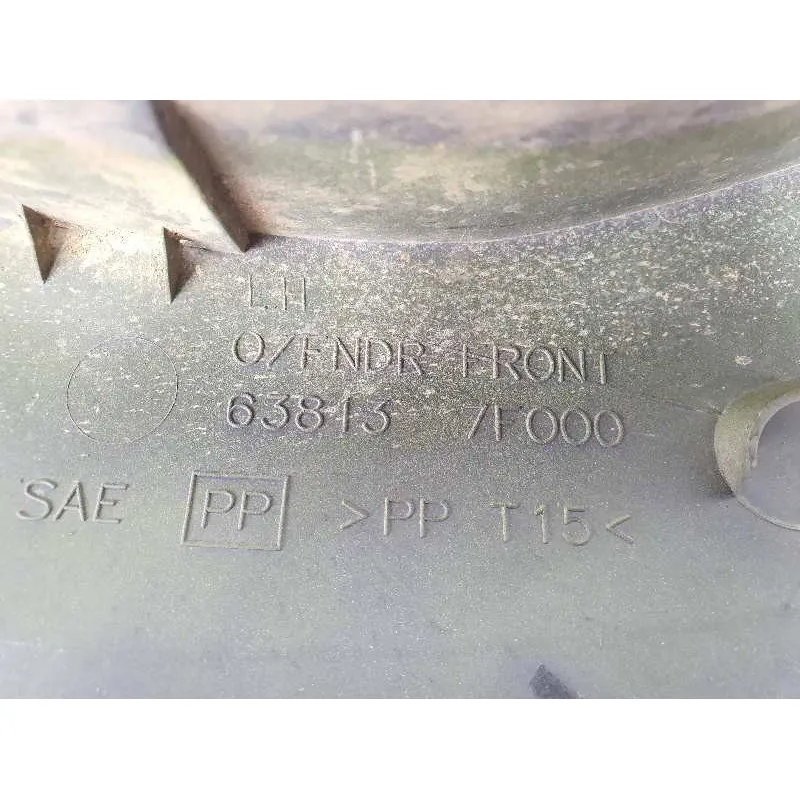 LH
O/FNDR FRONT
63813 7F000
SAE PP >PP T15<